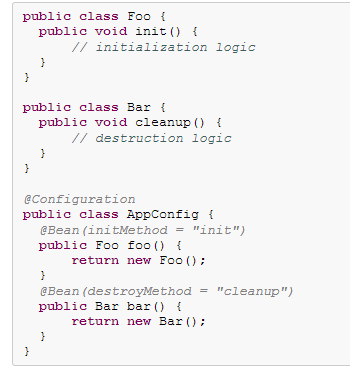 public class Foo {
  public void init() {
      // initialization logic
  }
}

public class Bar {
  public void cleanup() {
      // destruction logic
  }
}

@Configuration
public class AppConfig {
  @Bean(initMethod = "init")
  public Foo foo() {
      return new Foo();
  }
  @Bean(destroyMethod = "cleanup")
  public Bar bar() {
      return new Bar();
  }
}